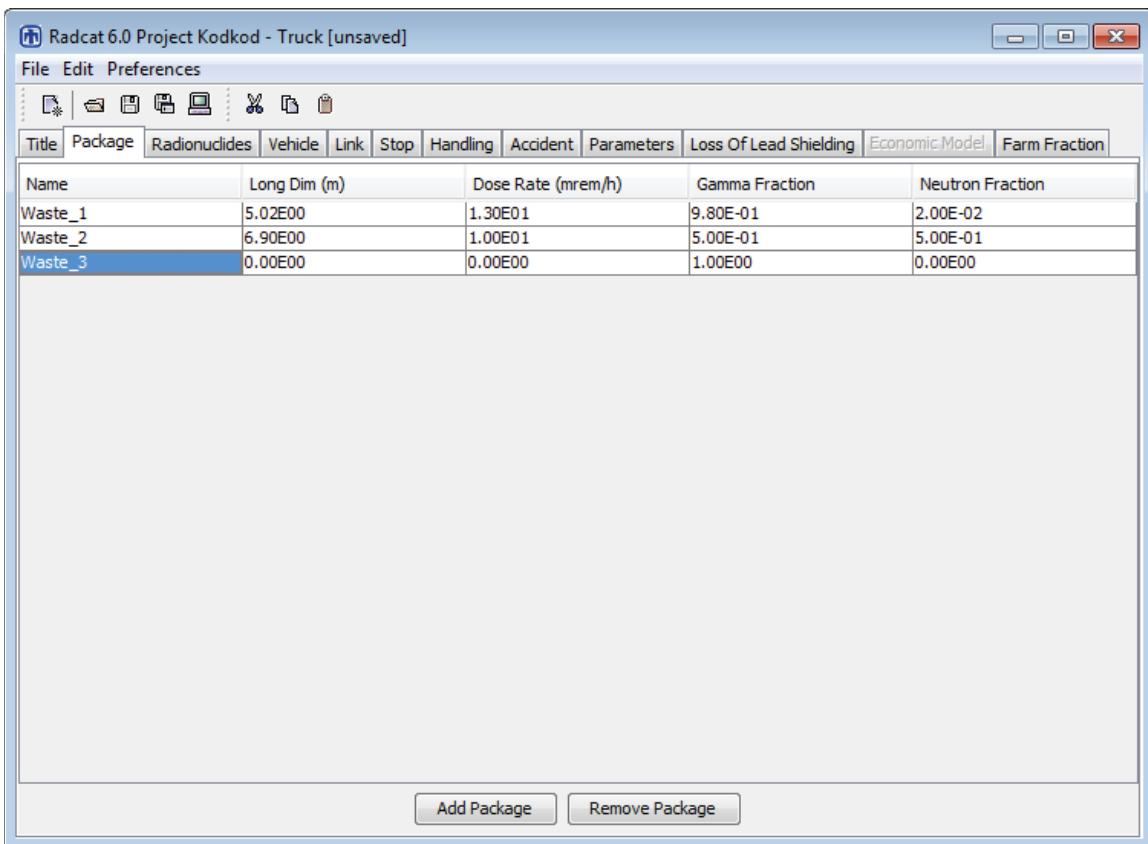 Radcat 6.0 Project Kodkod - Truck [unsaved]
File Edit Preferences
Title Package Radionuclides Vehicle Link Stop Handling Accident Parameters Loss Of Lead Shielding Economic Model Farm Fraction
Name Long Dim (m) Dose Rate (mrem/h) Gamma Fraction Neutron Fraction
Waste_1 5.02E00 1.30E01 9.80E-01 2.00E-02
Waste_2 6.90E00 1.00E01 5.00E-01 5.00E-01
Waste_3 0.00E00 0.00E00 1.00E00 0.00E00
Add Package Remove Package